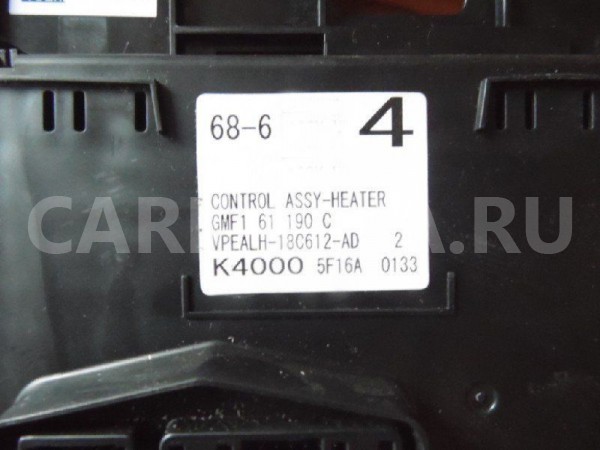 68-6 4
CONTROL ASSY-HEATER
GMF1 61 190 C
VPEALH-18C612-AD 2
K4000 5F16A 0133